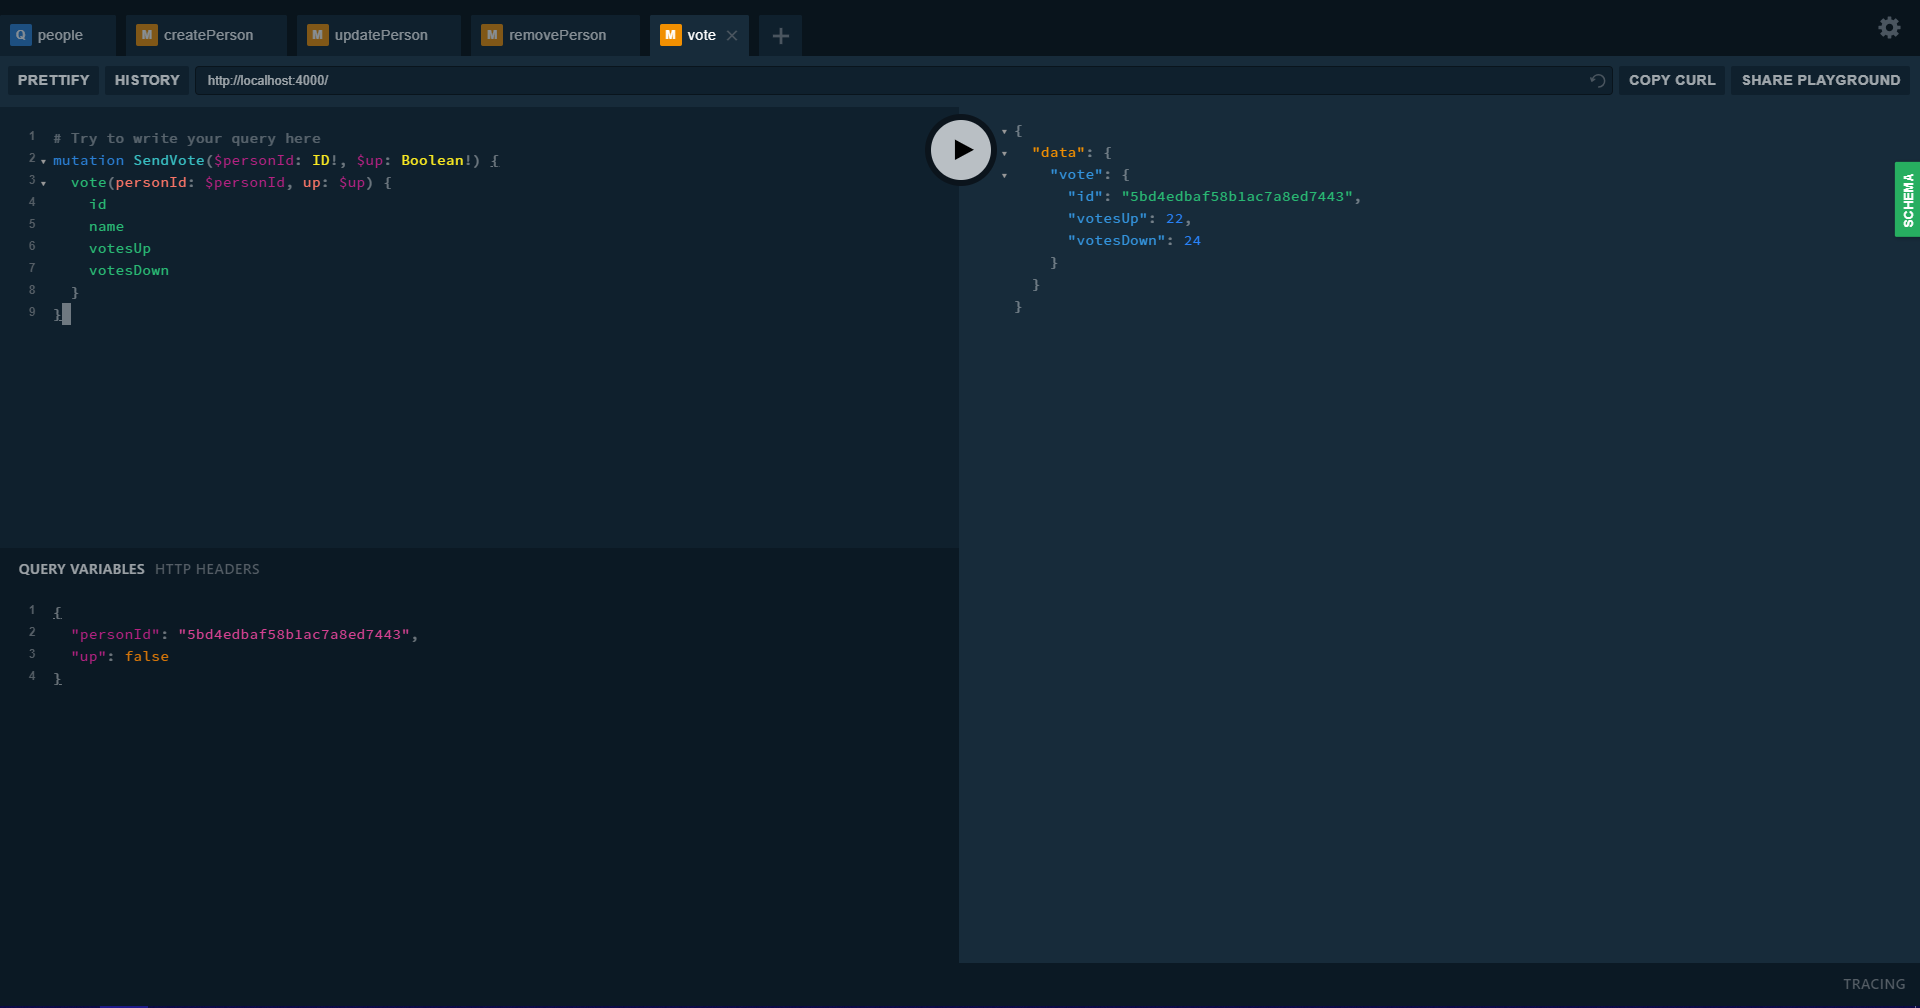 Q people M createPerson M updatePerson M removePerson M vote
PRETTIFY HISTORY http://localhost:4000/ COPY CURL SHARE PLAYGROUND
1 # Try to write your query here
2 mutation SendVote($personId: ID!, $up: Boolean!) {
3 vote(personId: $personId, up: $up) {
4 id
5 name
6 votesUp
7 votesDown
8 }
9 }
{
"data": {
"vote": {
"id": "5bd4edbaf58b1ac7a8ed7443",
"votesUp": 22,
"votesDown": 24
}
}
}
SCHEMA
QUERY VARIABLES HTTP HEADERS
1 {
2 "personId": "5bd4edbaf58b1ac7a8ed7443",
3 "up": false
4 }
TRACING